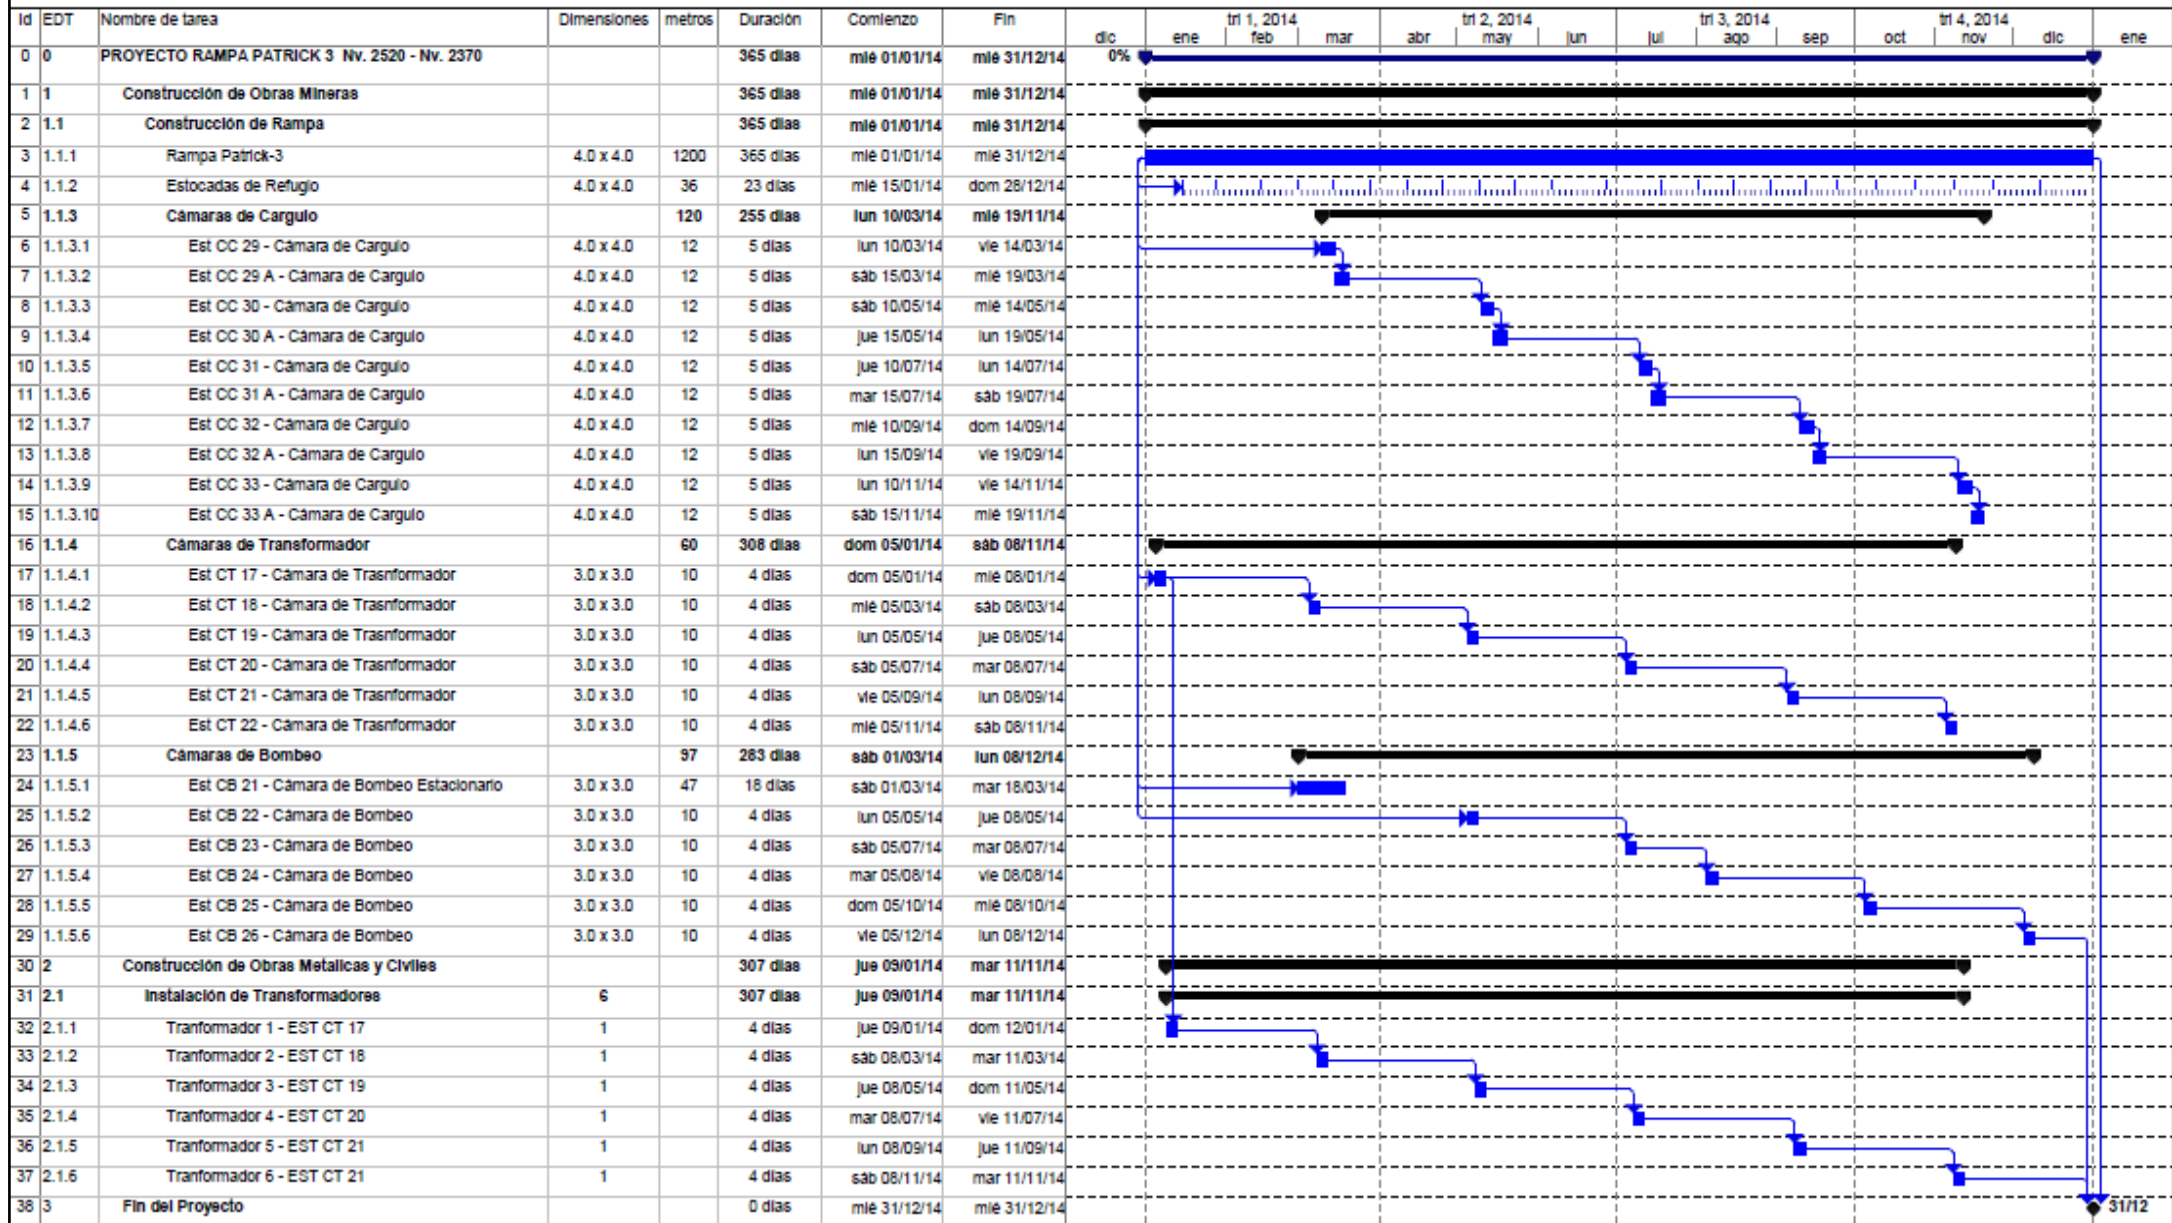 Id EDT Nombre de tarea Dimensiones metros Duración Comienzo Fin tri 1, 2014 tri 2, 2014 tri 3, 2014 tri 4, 2014
dic ene feb mar abr may jun jul ago sep oct nov dic ene
0 0 PROYECTO RAMPA PATRICK 3 Nv. 2520 - Nv. 2370 365 días mié 01/01/14 mié 31/12/14 0%
1 1 Construcción de Obras Mineras 365 días mié 01/01/14 mié 31/12/14
2 1.1 Construcción de Rampa 365 días mié 01/01/14 mié 31/12/14
3 1.1.1 Rampa Patrick-3 4.0 x 4.0 1200 365 días mié 01/01/14 mié 31/12/14
4 1.1.2 Estocadas de Refugio 4.0 x 4.0 36 23 días mié 15/01/14 dom 28/12/14
5 1.1.3 Cámaras de Carguío 120 255 días lun 10/03/14 mié 19/11/14
6 1.1.3.1 Est CC 29 - Cámara de Carguío 4.0 x 4.0 12 5 días lun 10/03/14 vie 14/03/14
7 1.1.3.2 Est CC 29 A - Cámara de Carguío 4.0 x 4.0 12 5 días sáb 15/03/14 mié 19/03/14
8 1.1.3.3 Est CC 30 - Cámara de Carguío 4.0 x 4.0 12 5 días sáb 10/05/14 mié 14/05/14
9 1.1.3.4 Est CC 30 A - Cámara de Carguío 4.0 x 4.0 12 5 días jue 15/05/14 lun 19/05/14
10 1.1.3.5 Est CC 31 - Cámara de Carguío 4.0 x 4.0 12 5 días jue 10/07/14 lun 14/07/14
11 1.1.3.6 Est CC 31 A - Cámara de Carguío 4.0 x 4.0 12 5 días mar 15/07/14 sáb 19/07/14
12 1.1.3.7 Est CC 32 - Cámara de Carguío 4.0 x 4.0 12 5 días mié 10/09/14 dom 14/09/14
13 1.1.3.8 Est CC 32 A - Cámara de Carguío 4.0 x 4.0 12 5 días lun 15/09/14 vie 19/09/14
14 1.1.3.9 Est CC 33 - Cámara de Carguío 4.0 x 4.0 12 5 días lun 10/11/14 vie 14/11/14
15 1.1.3.10 Est CC 33 A - Cámara de Carguío 4.0 x 4.0 12 5 días sáb 15/11/14 mié 19/11/14
16 1.1.4 Cámaras de Transformador 60 308 días dom 05/01/14 sáb 08/11/14
17 1.1.4.1 Est CT 17 - Cámara de Trasnformador 3.0 x 3.0 10 4 días dom 05/01/14 mié 08/01/14
18 1.1.4.2 Est CT 18 - Cámara de Trasnformador 3.0 x 3.0 10 4 días mié 05/03/14 sáb 08/03/14
19 1.1.4.3 Est CT 19 - Cámara de Trasnformador 3.0 x 3.0 10 4 días lun 05/05/14 jue 08/05/14
20 1.1.4.4 Est CT 20 - Cámara de Trasnformador 3.0 x 3.0 10 4 días sáb 05/07/14 mar 08/07/14
21 1.1.4.5 Est CT 21 - Cámara de Trasnformador 3.0 x 3.0 10 4 días vie 05/09/14 lun 08/09/14
22 1.1.4.6 Est CT 22 - Cámara de Trasnformador 3.0 x 3.0 10 4 días mié 05/11/14 sáb 08/11/14
23 1.1.5 Cámaras de Bombeo 97 283 días sáb 01/03/14 lun 08/12/14
24 1.1.5.1 Est CB 21 - Cámara de Bombeo Estacionario 3.0 x 3.0 47 18 días sáb 01/03/14 mar 18/03/14
25 1.1.5.2 Est CB 22 - Cámara de Bombeo 3.0 x 3.0 10 4 días lun 05/05/14 jue 08/05/14
26 1.1.5.3 Est CB 23 - Cámara de Bombeo 3.0 x 3.0 10 4 días sáb 05/07/14 mar 08/07/14
27 1.1.5.4 Est CB 24 - Cámara de Bombeo 3.0 x 3.0 10 4 días mar 05/08/14 vie 08/08/14
28 1.1.5.5 Est CB 25 - Cámara de Bombeo 3.0 x 3.0 10 4 días dom 05/10/14 mié 08/10/14
29 1.1.5.6 Est CB 26 - Cámara de Bombeo 3.0 x 3.0 10 4 días vie 05/12/14 lun 08/12/14
30 2 Construcción de Obras Metalicas y Civiles 307 días jue 09/01/14 mar 11/11/14
31 2.1 Instalación de Transformadores 6 307 días jue 09/01/14 mar 11/11/14
32 2.1.1 Tranformador 1 - EST CT 17 1 4 días jue 09/01/14 dom 12/01/14
33 2.1.2 Tranformador 2 - EST CT 18 1 4 días sáb 08/03/14 mar 11/03/14
34 2.1.3 Tranformador 3 - EST CT 19 1 4 días jue 08/05/14 dom 11/05/14
35 2.1.4 Tranformador 4 - EST CT 20 1 4 días mar 08/07/14 vie 11/07/14
36 2.1.5 Tranformador 5 - EST CT 21 1 4 días lun 08/09/14 jue 11/09/14
37 2.1.6 Tranformador 6 - EST CT 21 1 4 días sáb 08/11/14 mar 11/11/14
38 3 Fin del Proyecto 0 días mié 31/12/14 mié 31/12/14 31/12